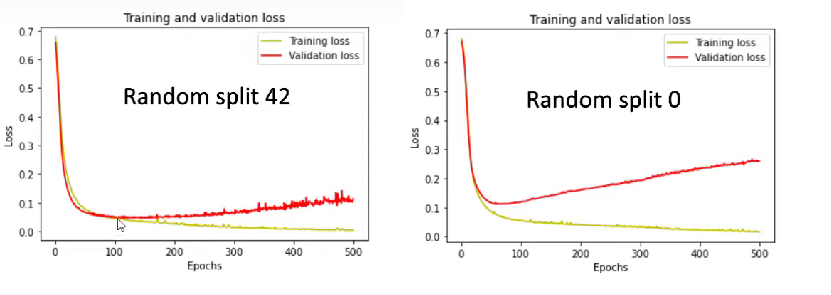 Training and validation loss
0.7
0.6
0.5
0.4
0.3
0.2
0.1
0.0
Loss
Training loss
Validation loss
Random split 42
0 100 200 300 400 500
Epochs
Training and validation loss
0.7
0.6
0.5
0.4
0.3
0.2
0.1
0.0
Loss
Training loss
Validation loss
Random split 0
0 100 200 300 400 500
Epochs